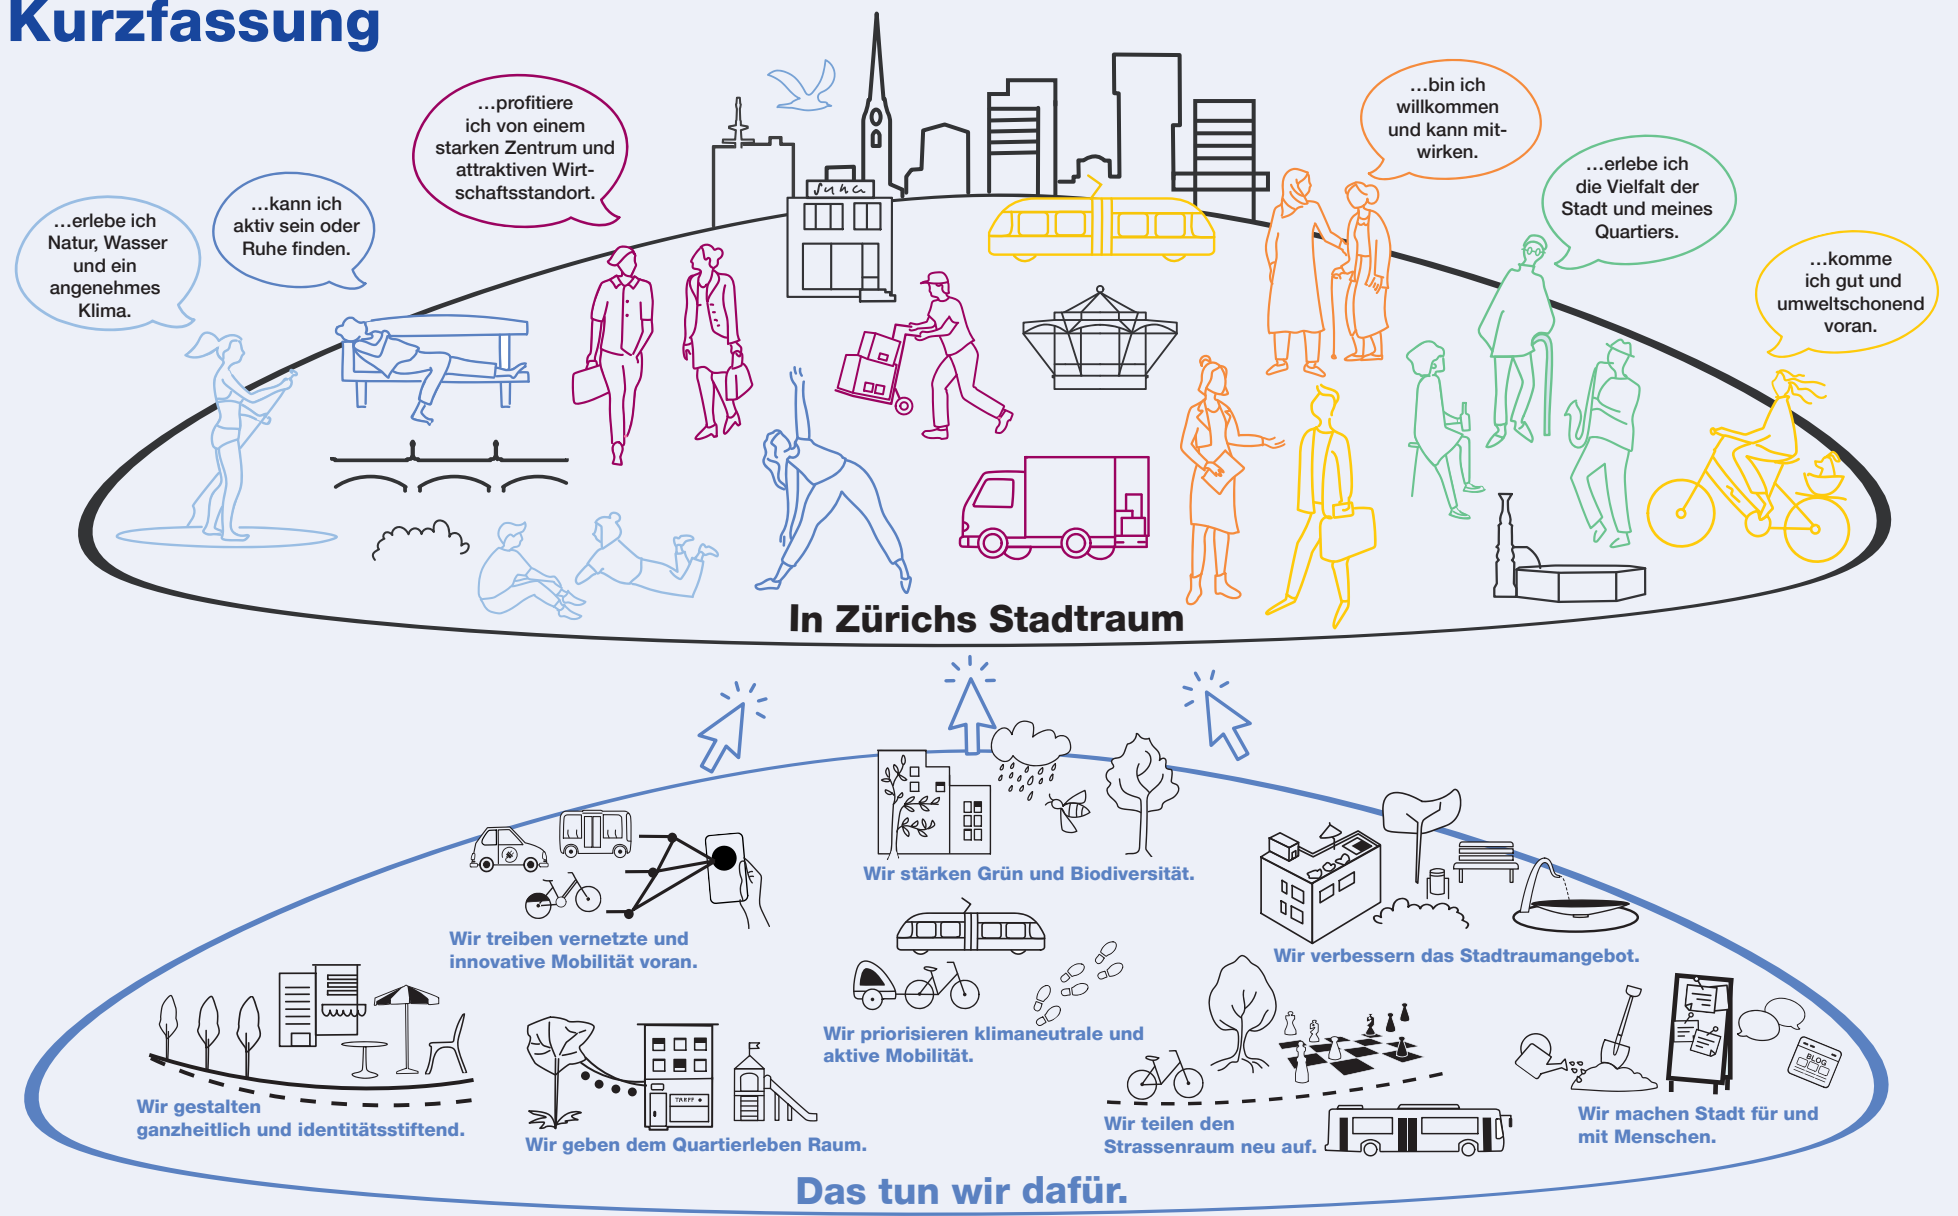 Kurzfassung
...erlebe ich
Natur, Wasser
und ein
angenehmes
Klima.
...kann ich
aktiv sein oder
Ruhe finden.
...profitiere
ich von einem
starken Zentrum und
attraktiven Wirt-
schaftsstandort.
...bin ich
willkommen
und kann mit-
wirken.
...erlebe ich
die Vielfalt der
Stadt und meines
Quartiers.
...komme
ich gut und
umweltschonend
voran.
In Zürichs Stadtraum
Wir stärken Grün und Biodiversität.
Wir treiben vernetzte und
innovative Mobilität voran.
Wir verbessern das Stadtraumangebot.
Wir priorisieren klimaneutrale und
aktive Mobilität.
BLOG
TREFF
Wir gestalten
ganzheitlich und identitätsstiftend.
Wir geben dem Quartierleben Raum.
Wir teilen den
Strassenraum neu auf.
Wir machen Stadt für und
mit Menschen.
Das tun wir dafür.